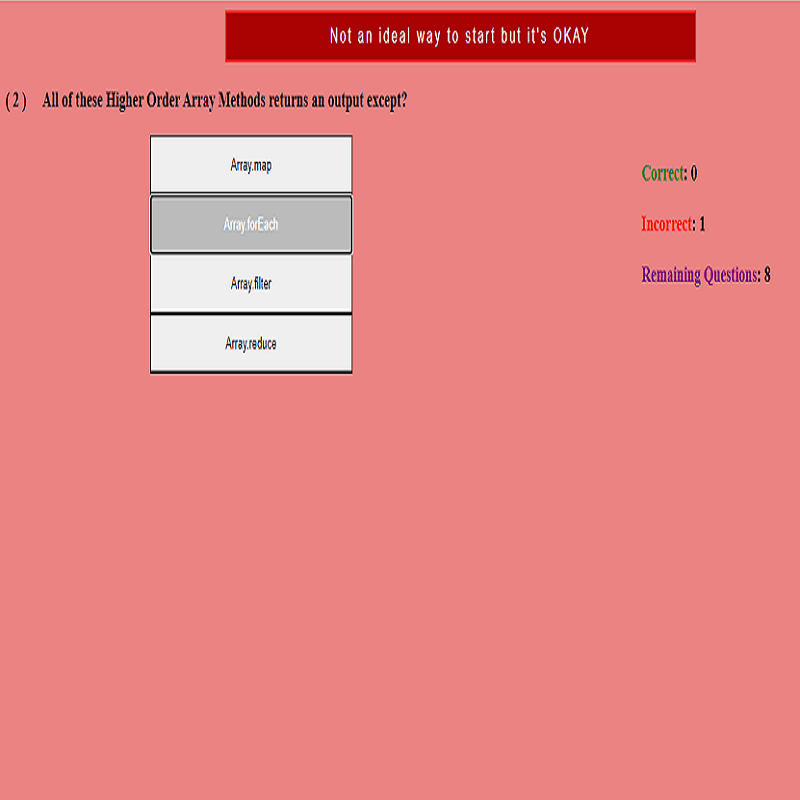 Not an ideal way to start but it's OKAY
(2) All of these Higher Order Array Methods returns an output except?
Array.map
Array.forEach
Array.filter
Array.reduce
Correct: 0
Incorrect: 1
Remaining Questions: 8